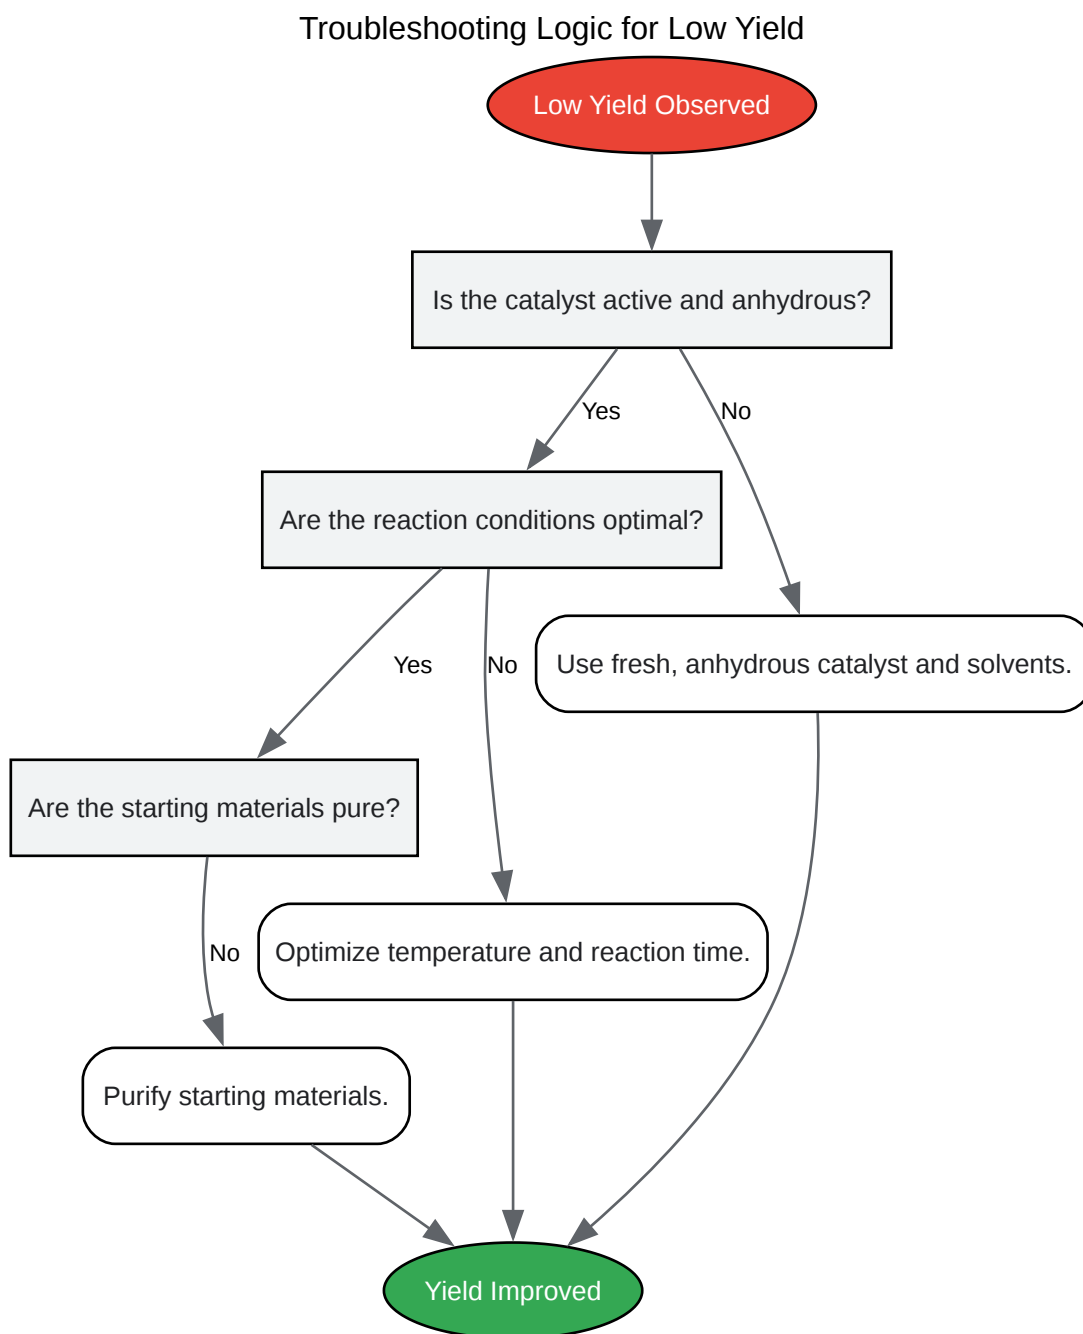 Troubleshooting Logic for Low Yield
Low Yield Observed
Is the catalyst active and anhydrous?
Yes
No
Are the reaction conditions optimal?
Yes
No
Use fresh, anhydrous catalyst and solvents.
Are the starting materials pure?
No
Optimize temperature and reaction time.
Purify starting materials.
Yield Improved